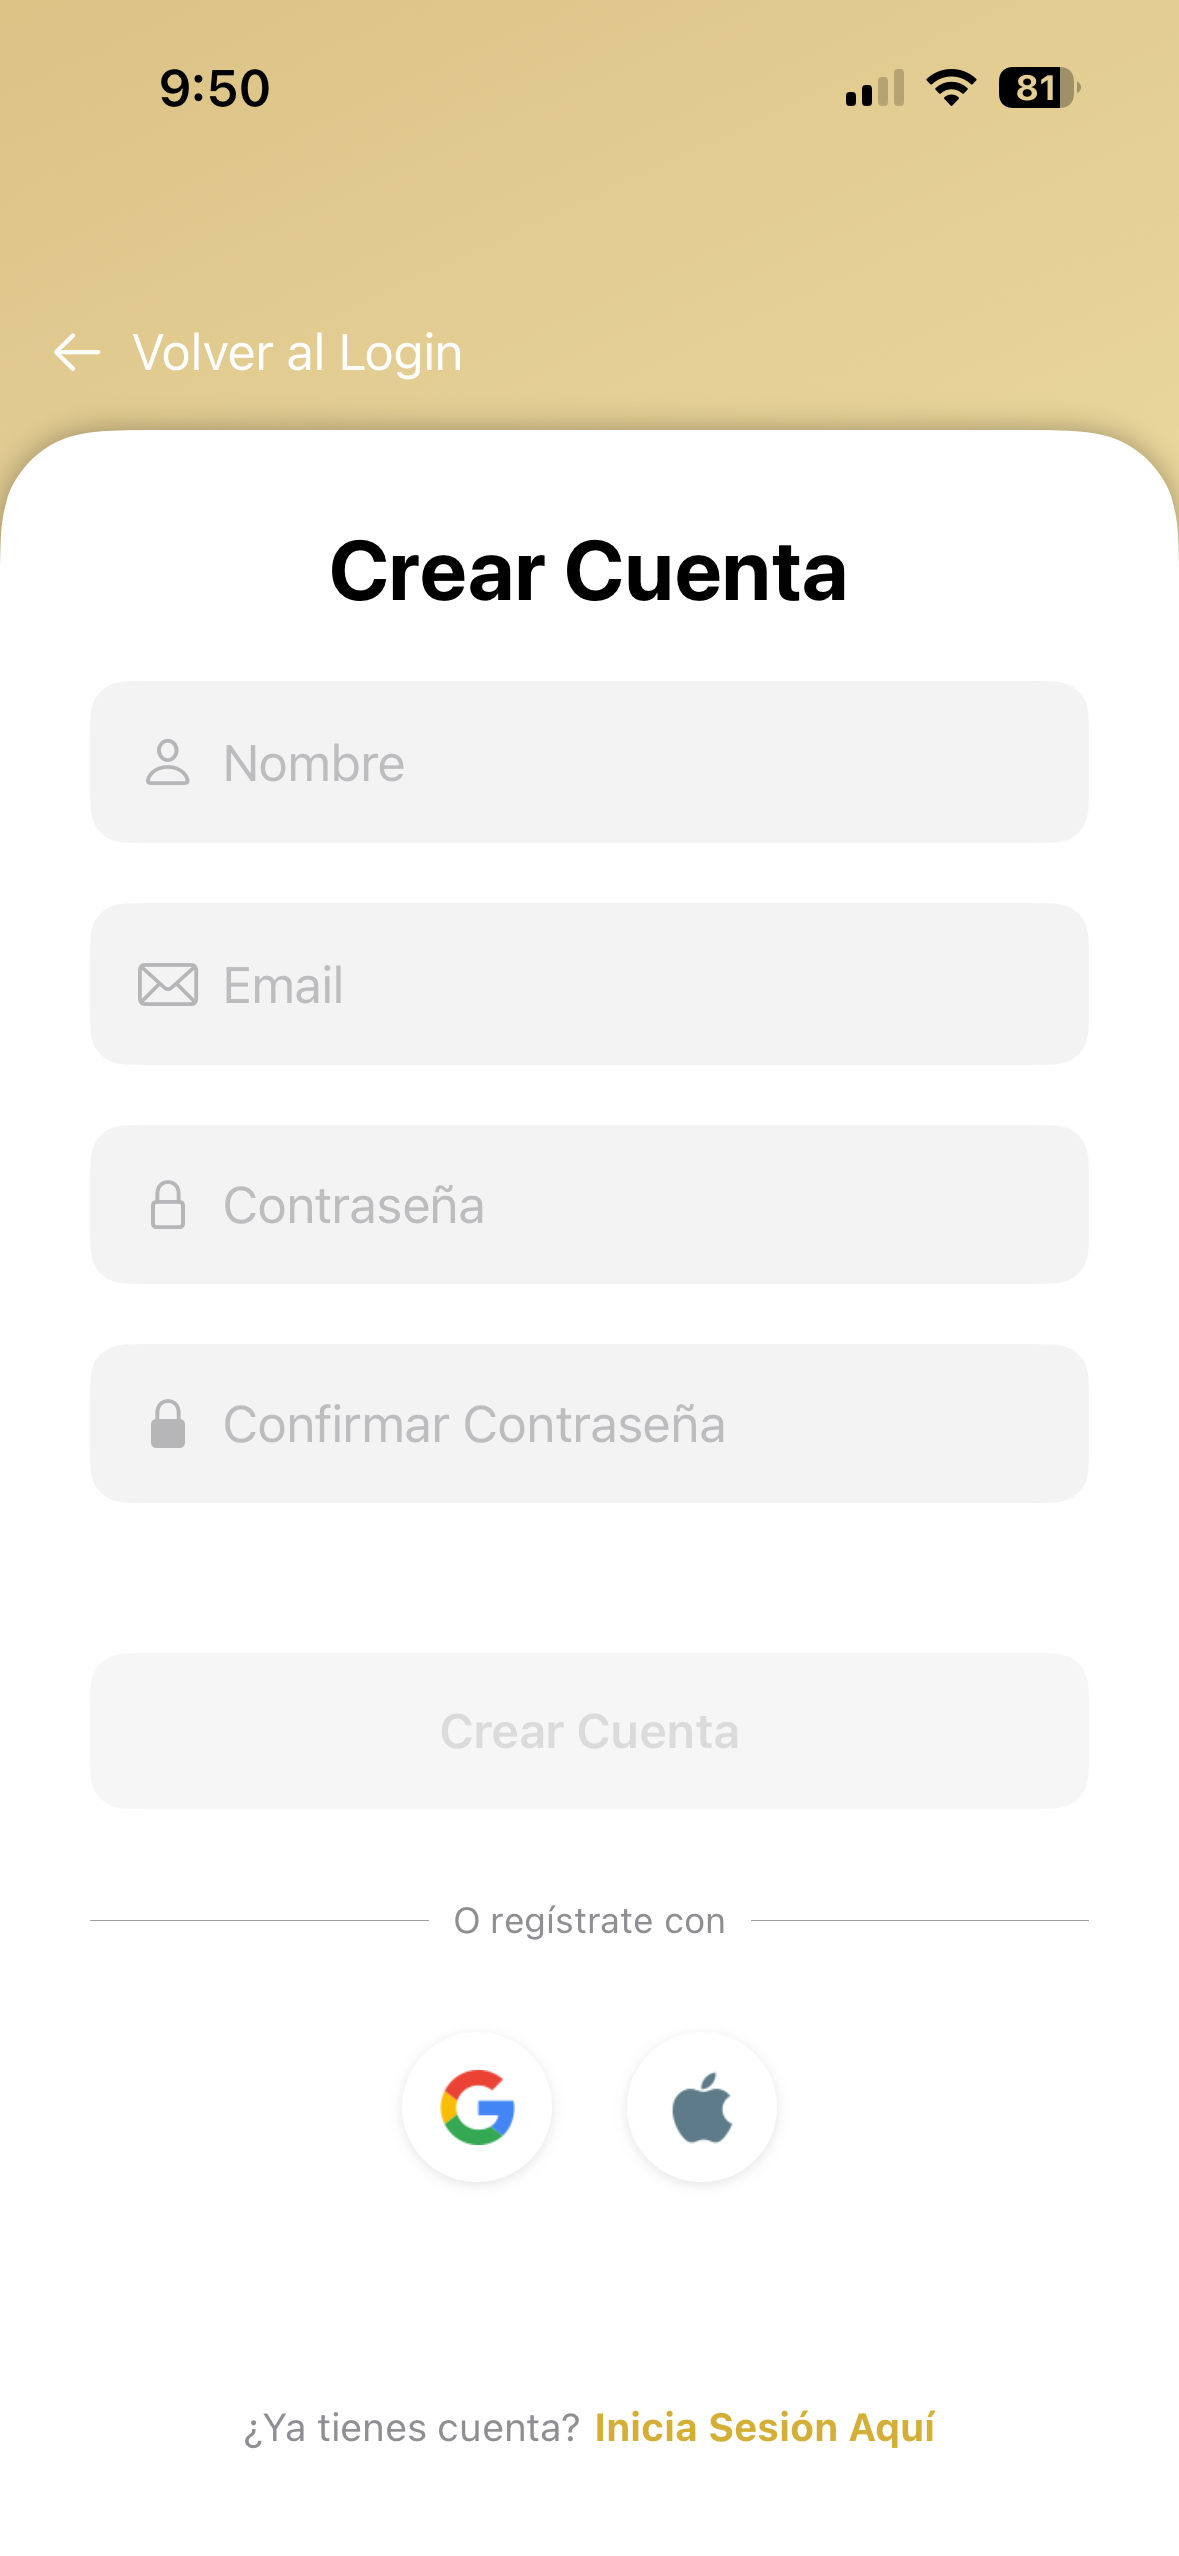 9:50
81
Volver al Login
Crear Cuenta
Nombre
Email
Contraseña
Confirmar Contraseña
Crear Cuenta
O regístrate con
¿Ya tienes cuenta? Inicia Sesión Aquí